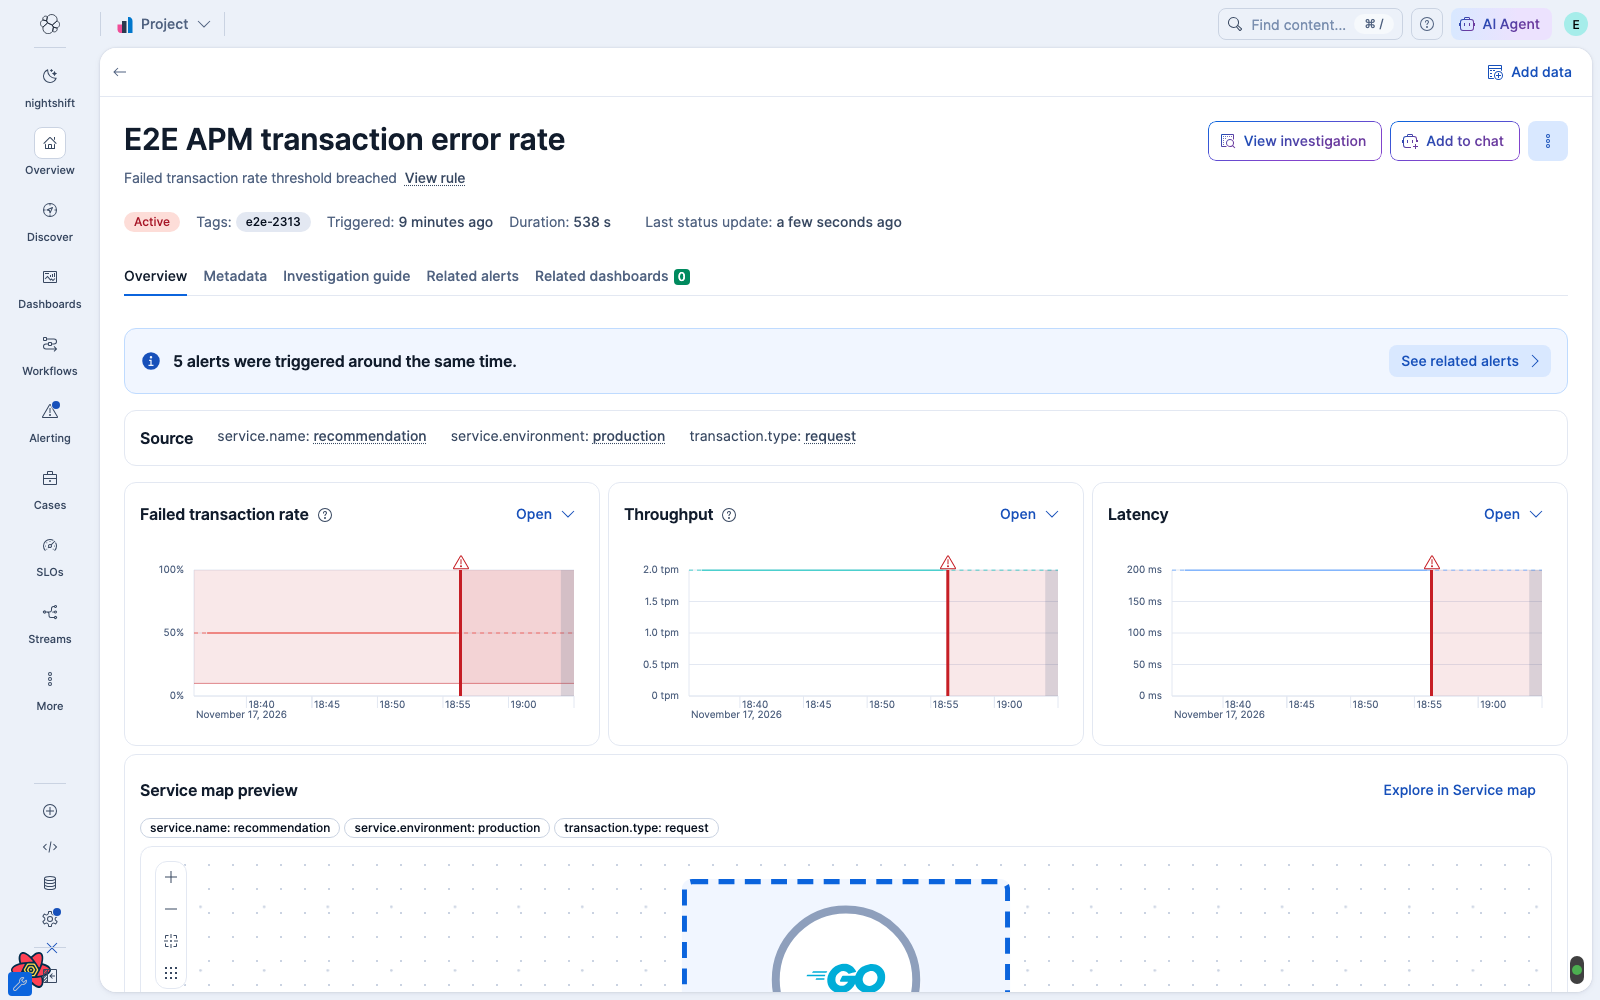 Project
Find content...
⌘ /
AI Agent
E
nightshift
Overview
Discover
Dashboards
Workflows
Alerting
Cases
SLOs
Streams
More
Add data
E2E APM transaction error rate
View investigation
Add to chat
Failed transaction rate threshold breached View rule
Active Tags: e2e-2313 Triggered: 9 minutes ago Duration: 538 s Last status update: a few seconds ago
Overview Metadata Investigation guide Related alerts Related dashboards 0
5 alerts were triggered around the same time.
See related alerts
Source service.name: recommendation service.environment: production transaction.type: request
Failed transaction rate
Open
100%
50%
0%
18:40 18:45 18:50 18:55 19:00
November 17, 2026
Throughput
Open
2.0 tpm
1.5 tpm
1.0 tpm
0.5 tpm
0 tpm
18:40 18:45 18:50 18:55 19:00
November 17, 2026
Latency
Open
200 ms
150 ms
100 ms
50 ms
0 ms
18:40 18:45 18:50 18:55 19:00
November 17, 2026
Service map preview
Explore in Service map
service.name: recommendation service.environment: production transaction.type: request
GO